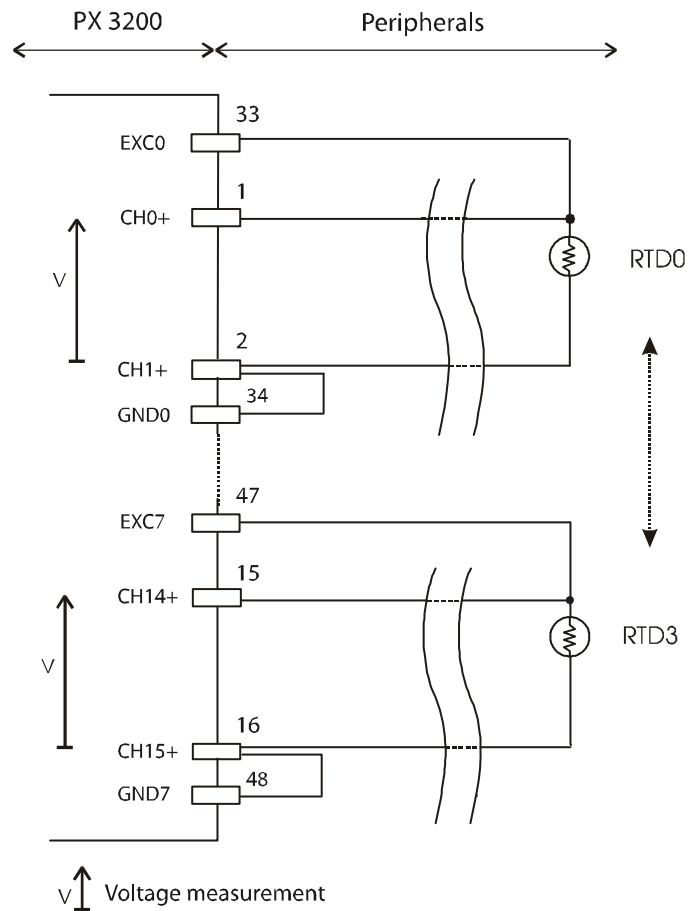 PX 3200 Peripherals
33
EXC0
1
CH0+
V
RTD0
2
CH1+
34
GND0
47
EXC7
15
CH14+
V
RTD3
16
CH15+
48
GND7
V Voltage measurement